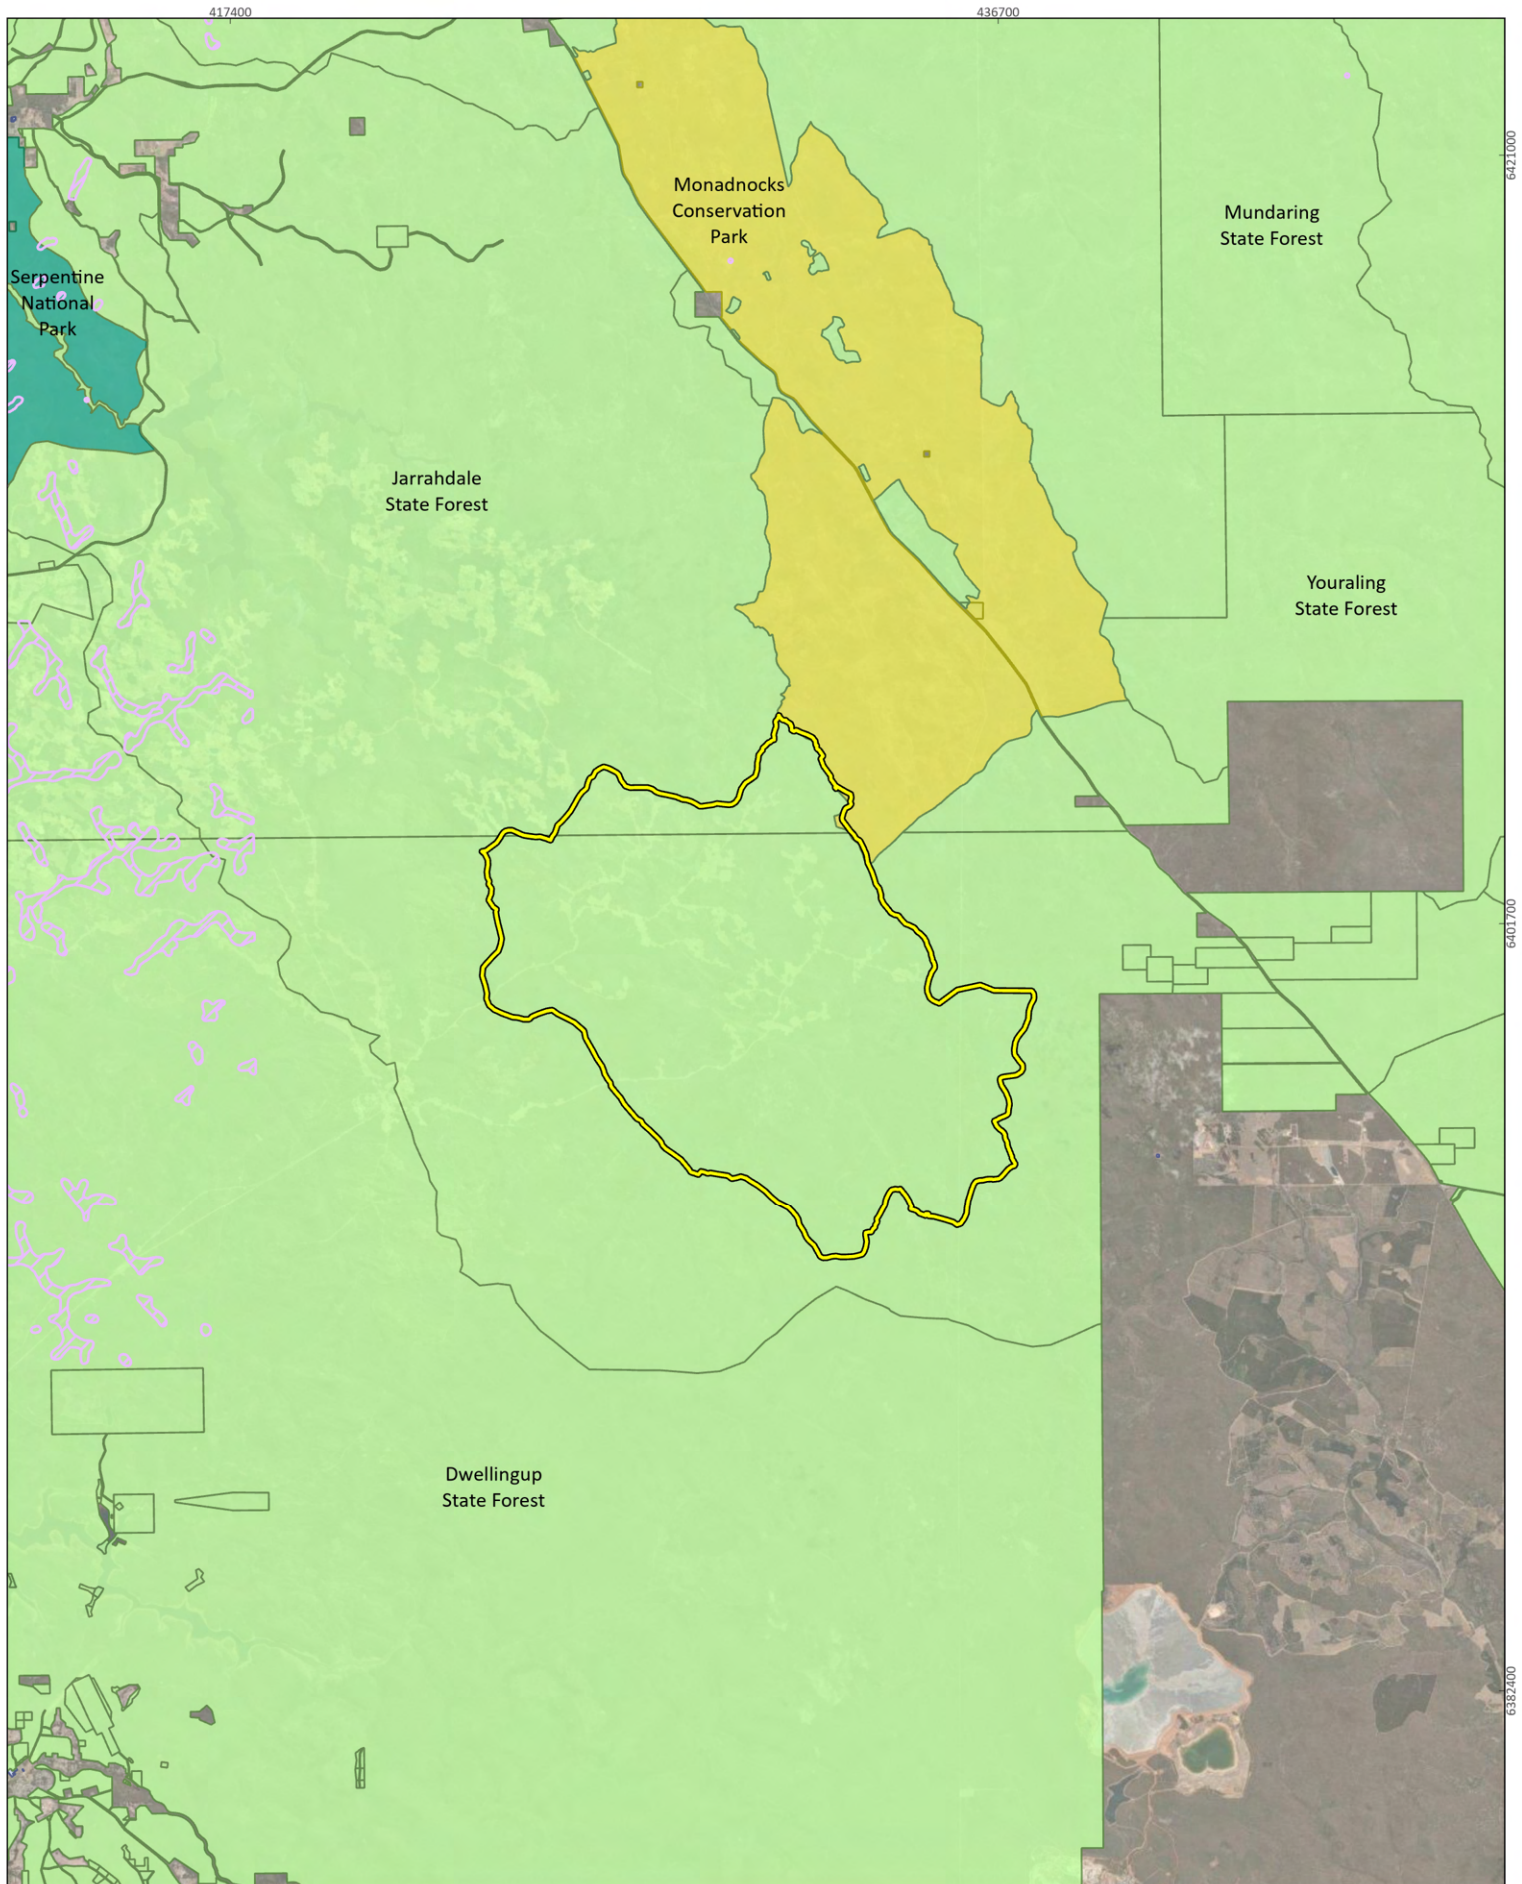 417400
436700
6421000
Monadnocks
Conservation
Park
Mundaring
State Forest
Serpentine
National
Park
Jarrahdale
State Forest
Youraling
State Forest
6401700
Dwellingup
State Forest
6382400